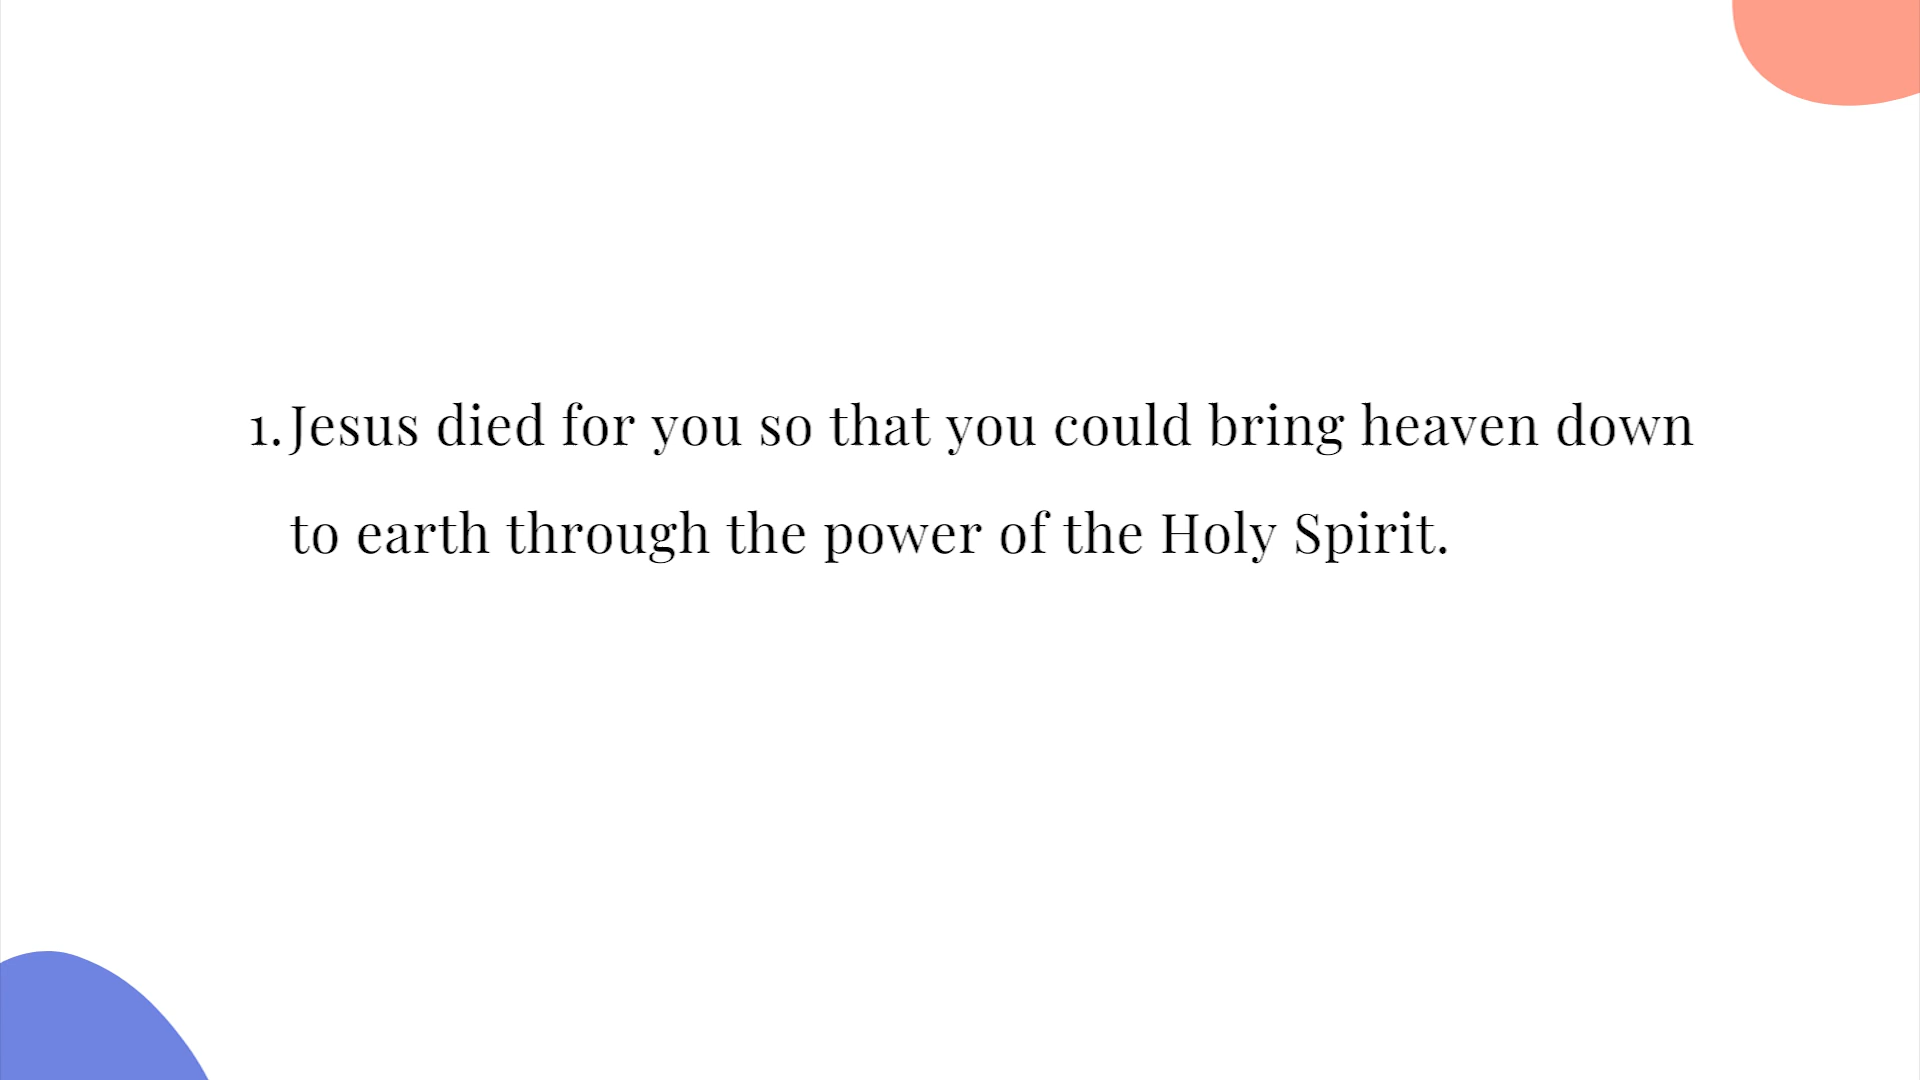 1. Jesus died for you so that you could bring heaven down
to earth through the power of the Holy Spirit.